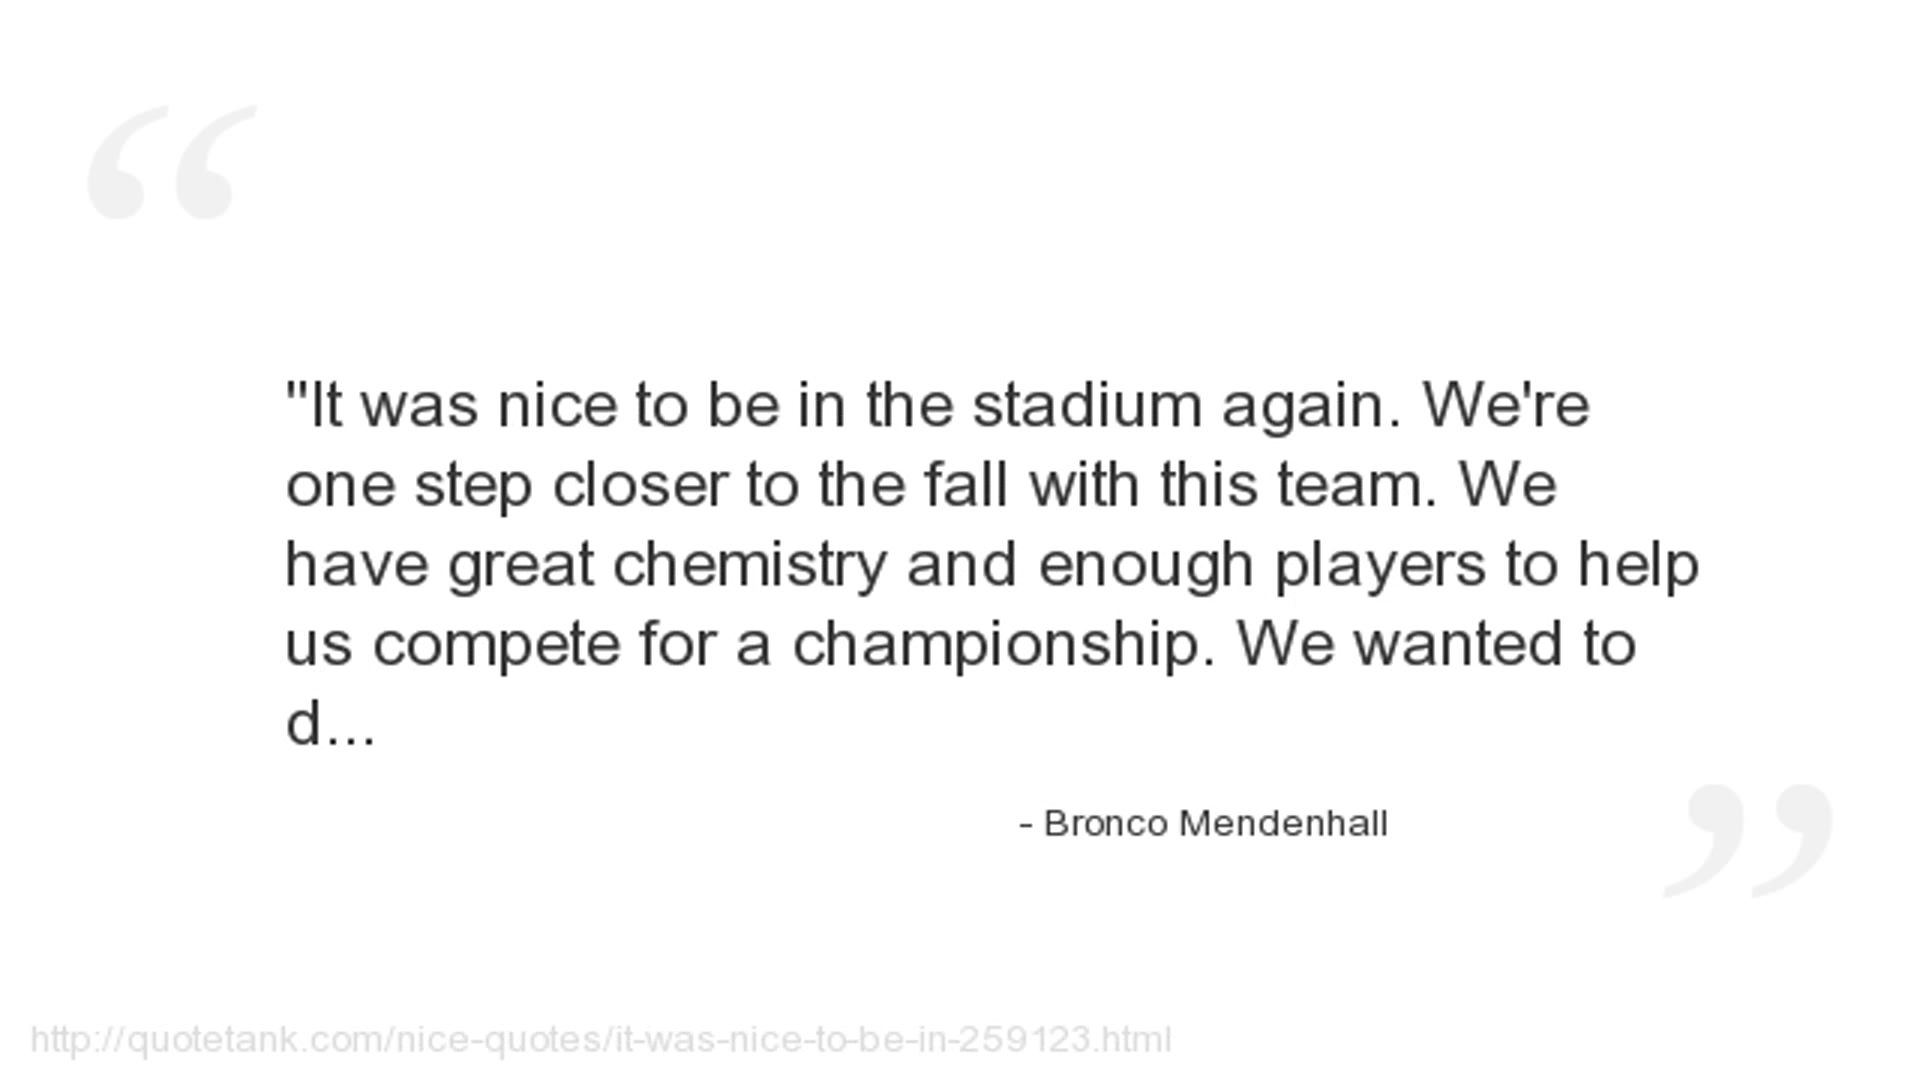 "It was nice to be in the stadium again. We're
one step closer to the fall with this team. We
have great chemistry and enough players to help
us compete for a championship. We wanted to
d...
- Bronco Mendenhall
http://quotetank.com/nice-quotes/it-was-nice-to-be-in-259123.html